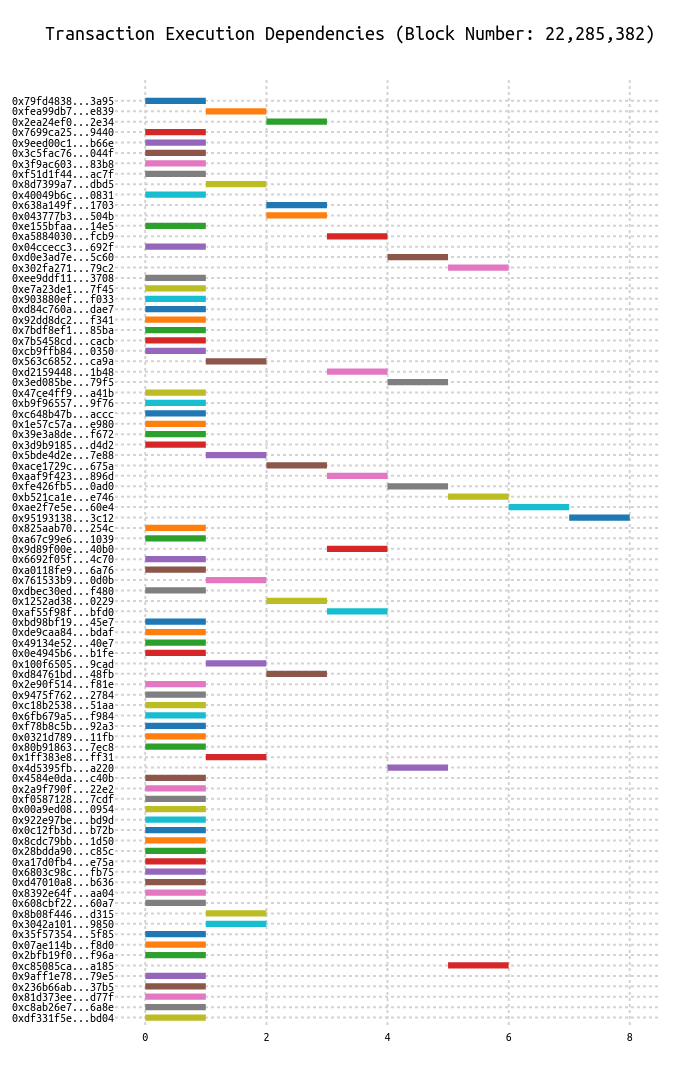 Transaction Execution Dependencies (Block Number: 22,285,382)
0x79fd4838...3a95
0xfea99db7...e839
0x2ea24ef0...2e34
0x7699ca25...9440
0x9eed00c1...b66e
0x3c5fac76...044f
0x3f9ac603...83b8
0xf51d1f44...ac7f
0x8d7399a7...dbd5
0x40049b6c...0831
0x638a149f...1703
0x043777b3...504b
0xe155bfaa...14e5
0xa5884030...fcb9
0x04ccecc3...692f
0xd0e3ad7e...5c60
0x302fa271...79c2
0xee9ddf11...3708
0xe7a23de1...7f45
0x903880ef...f033
0xd84c760a...dae7
0x92dd8dc2...f341
0x7bdf8ef1...85ba
0x7b5458cd...cacb
0xcb9ffb84...0350
0x563c6852...ca9a
0xd2159448...1b48
0x3ed085be...79f5
0x47ce4ff9...a41b
0xb9f96557...9f76
0xc648b47b...accc
0x1e57c57a...e980
0x39e3a8de...f672
0x3d9b9185...d4d2
0x5bde4d2e...7e88
0xace1729c...675a
0xaaf9f423...896d
0xfe426fb5...0ad0
0xb521ca1e...e746
0xae2f7e5e...60e4
0x95193138...3c12
0x825aab70...254c
0xa67c99e6...1039
0x9d89f00e...40b0
0x6692f05f...4c70
0xa0118fe9...6a76
0x761533b9...0d0b
0xdbec30ed...f480
0x1252ad38...0229
0xaf55f98f...bfd0
0xbd98bf19...45e7
0xde9caa84...bdaf
0x49134e52...40e7
0x0e4945b6...b1fe
0x100f6505...9cad
0xd84761bd...48fb
0x2e90f514...f81e
0x9475f762...2784
0xc18b2538...51aa
0x6fb679a5...f984
0xf78b8c5b...92a3
0x0321d789...11fb
0x80b91863...7ec8
0x1ff383e8...ff31
0x4d5395fb...a220
0x4584e0da...c40b
0x2a9f790f...22e2
0xf0587128...7cdf
0x00a9ed08...0954
0x922e97be...bd9d
0x0c12fb3d...b72b
0x8cdc79bb...1d50
0x28bdda90...c85c
0xa17d0fb4...e75a
0x6803c98c...fb75
0xd47010a8...b636
0x8392e64f...aa04
0x608cbf22...60a7
0x8b08f446...d315
0x3042a101...9850
0x35f57354...5f85
0x07ae114b...f8d0
0x2bfb19f0...f96a
0xc85085ca...a185
0x9aff1e78...79e5
0x236b66ab...37b5
0x81d373ee...d77f
0xc8ab26e7...6a8e
0xdf331f5e...bd04
0 2 4 6 8